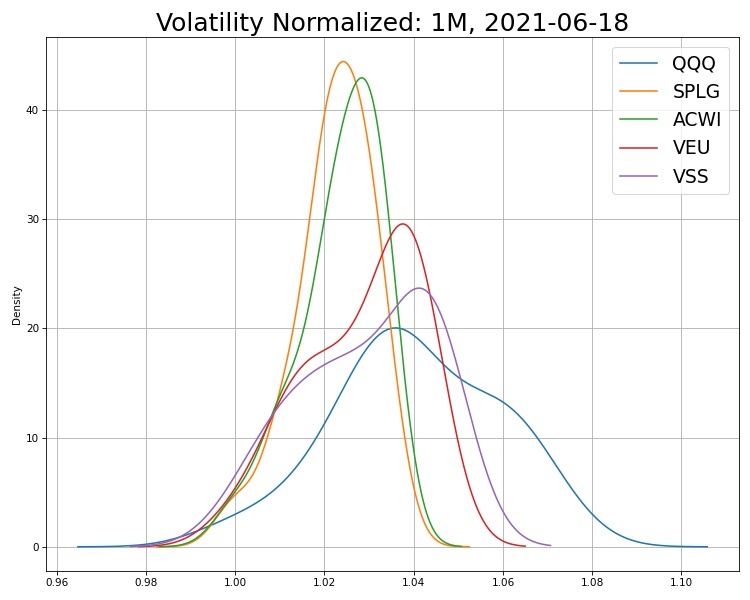 Volatility Normalized: 1M, 2021-06-18
QQQ
SPLG
ACWI
VEU
VSS
Density
40
30
20
10
0
0.96 0.98 1.00 1.02 1.04 1.06 1.08 1.10